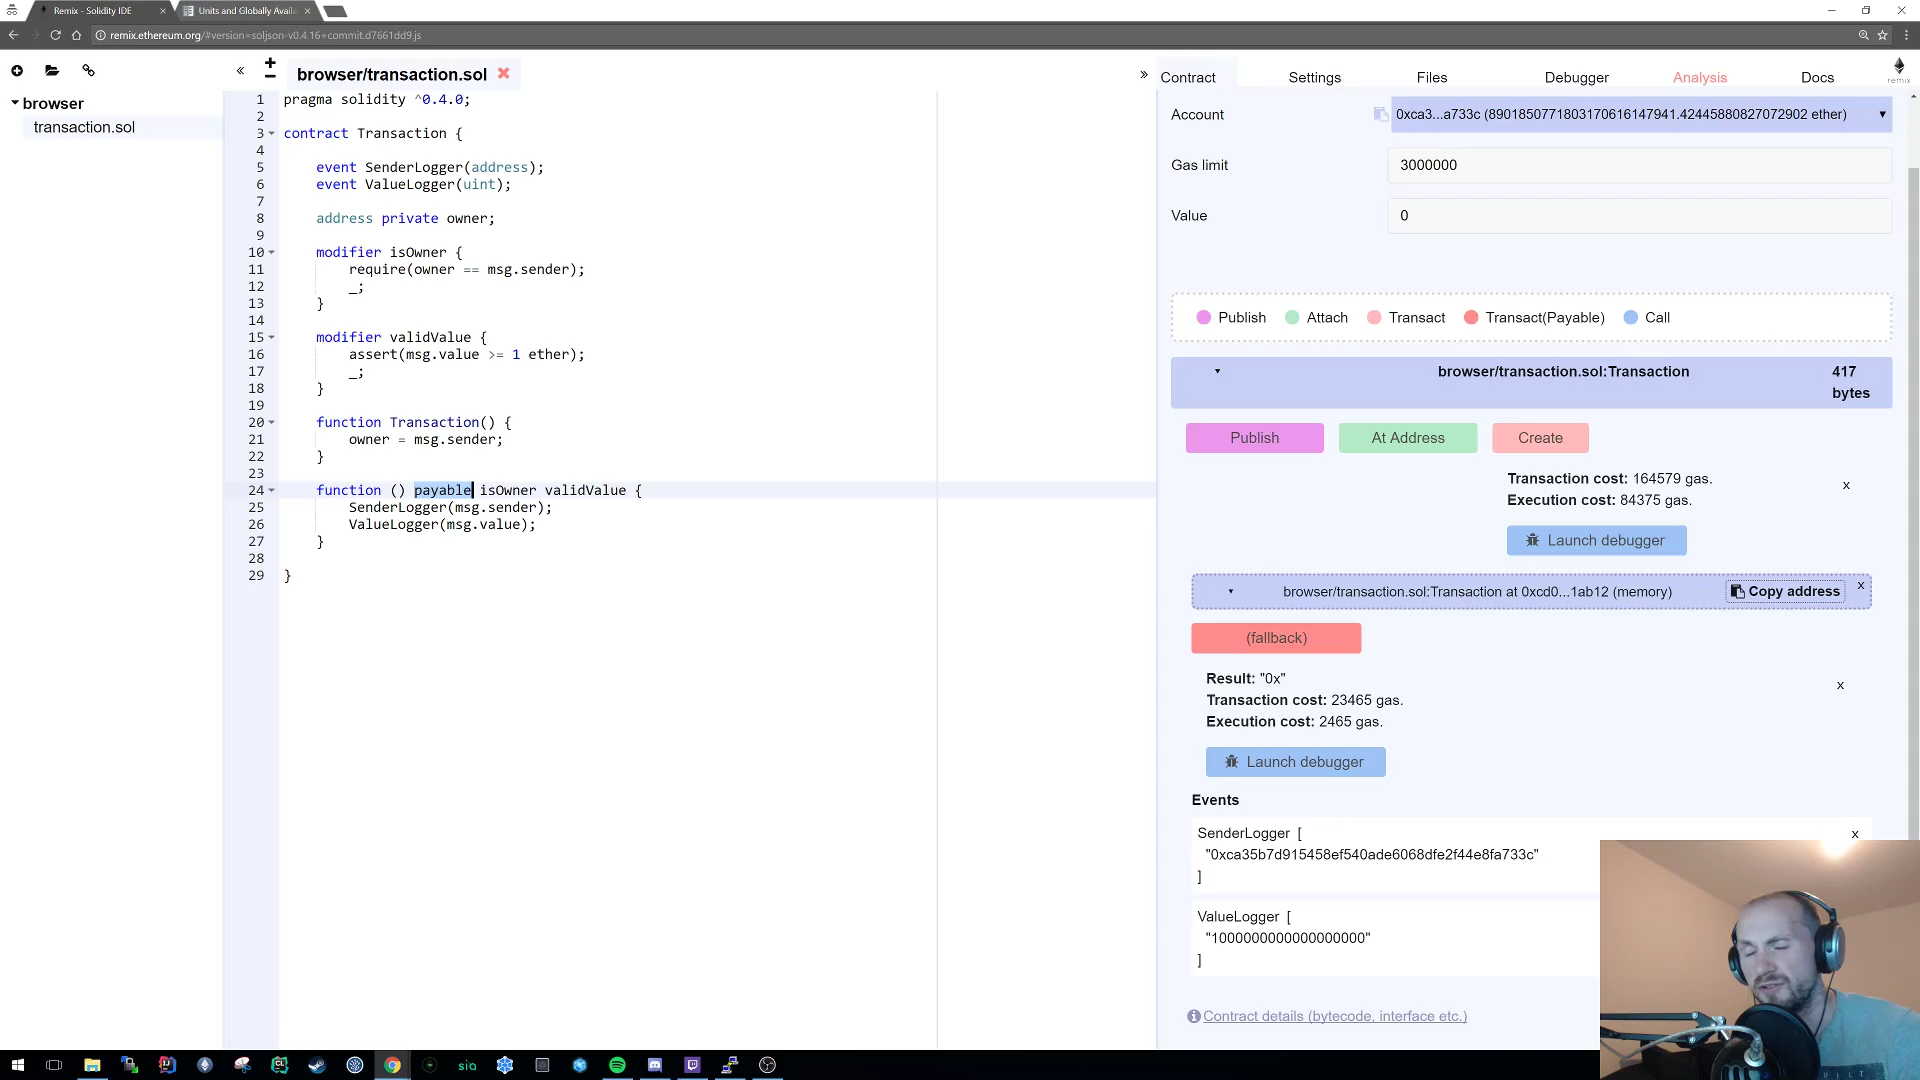 Remix - Solidity IDE
Units and Globally Avail
remix.ethereum.org/#version=soljson-v0.4.16+commit.d7661dd9.js
browser/transaction.sol
Contract
Settings
Files
Debugger
Analysis
Docs
remix
browser
transaction.sol
1 pragma solidity ^0.4.0;
2
3 contract Transaction {
4
5 event SenderLogger(address);
6 event ValueLogger(uint);
7
8 address private owner;
9
10 modifier isOwner {
11 require(owner == msg.sender);
12 _;
13 }
14
15 modifier validValue {
16 assert(msg.value >= 1 ether);
17 _;
18 }
19
20 function Transaction() {
21 owner = msg.sender;
22 }
23
24 function () payable isOwner validValue {
25 SenderLogger(msg.sender);
26 ValueLogger(msg.value);
27 }
28
29 }
Account
0xca3...a733c (8901850771803170616147941.42445880827072902 ether)
Gas limit
3000000
Value
0
Publish
Attach
Transact
Transact(Payable)
Call
browser/transaction.sol:Transaction
417 bytes
Publish
At Address
Create
Transaction cost: 164579 gas.
Execution cost: 84375 gas.
x
Launch debugger
browser/transaction.sol:Transaction at 0xcd0...1ab12 (memory)
Copy address
x
(fallback)
Result: "0x"
Transaction cost: 23465 gas.
Execution cost: 2465 gas.
x
Launch debugger
Events
SenderLogger [
"0xca35b7d915458ef540ade6068dfe2f44e8fa733c"
]
x
ValueLogger [
"1000000000000000000"
]
Contract details (bytecode, interface etc.)
sia